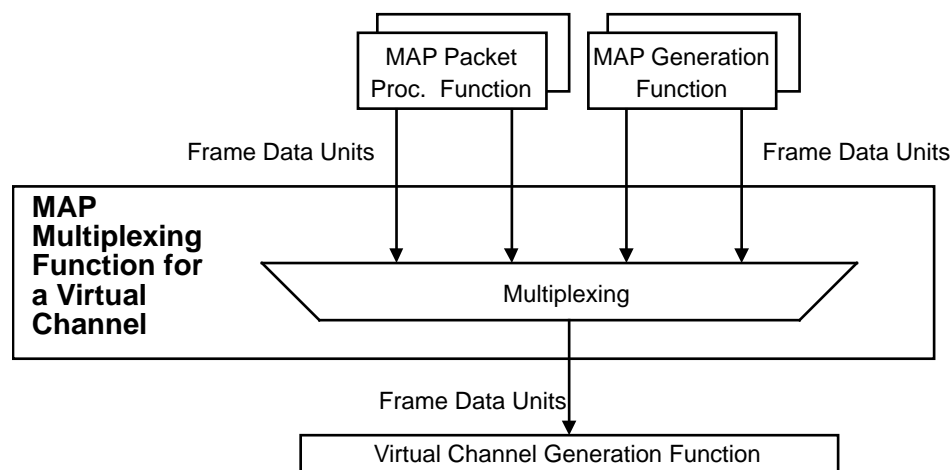 MAP Packet
Proc. Function
MAP Generation
Function
Frame Data Units
Frame Data Units
MAP
Multiplexing
Function for
a Virtual
Channel
Multiplexing
Frame Data Units
Virtual Channel Generation Function